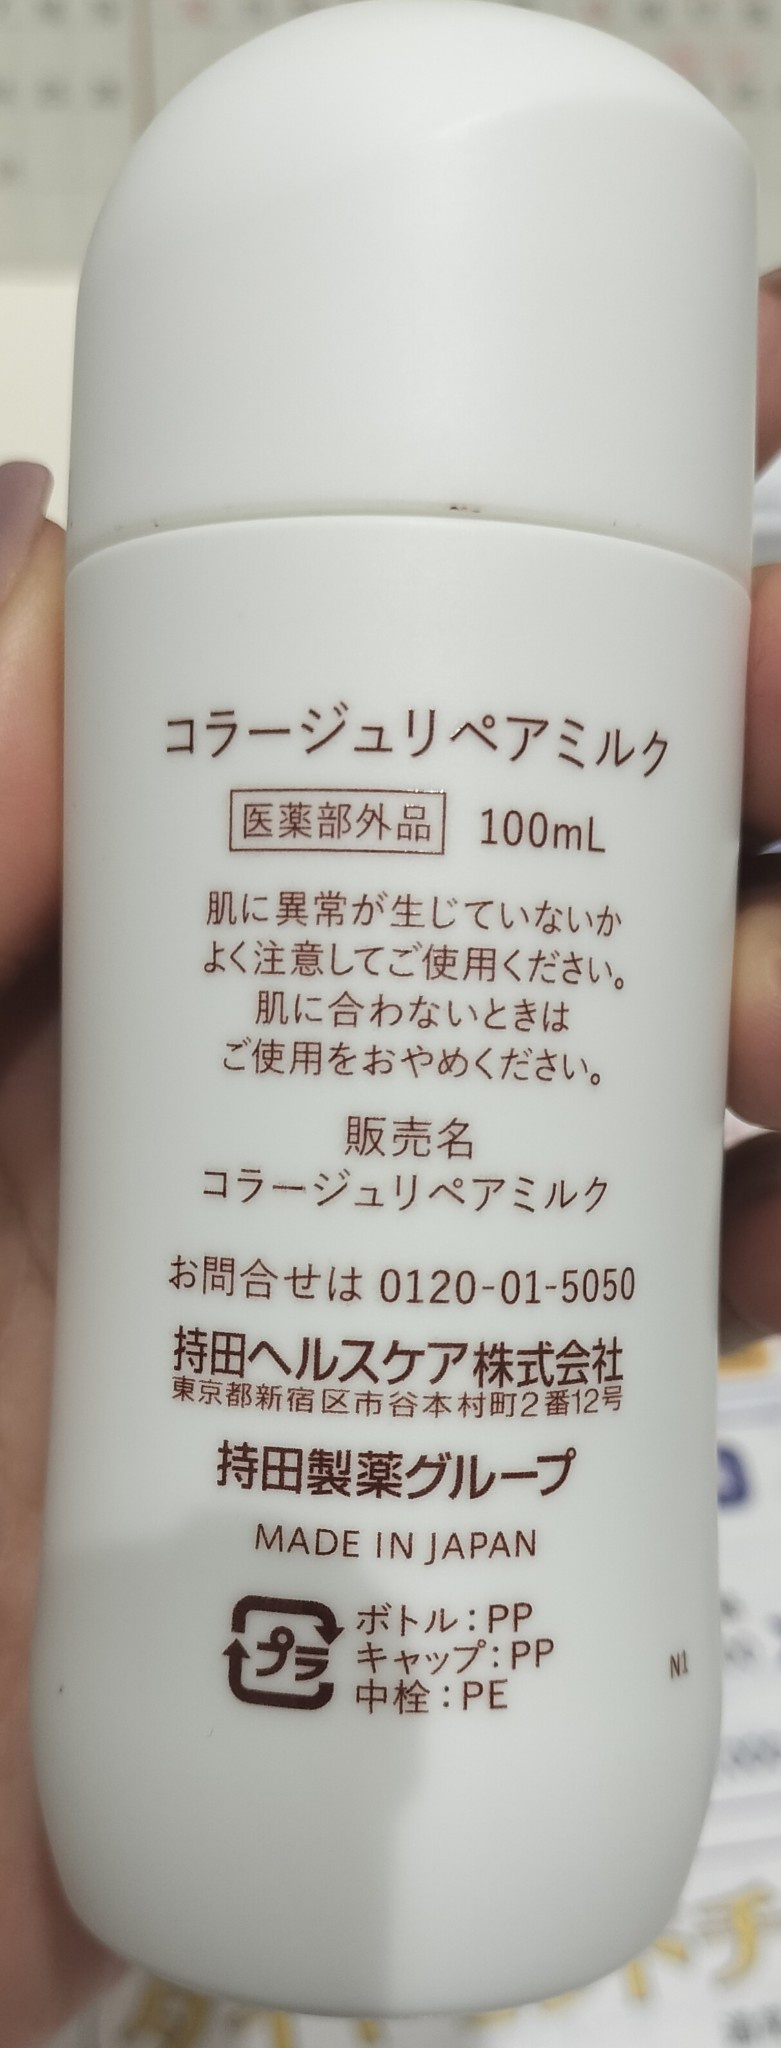 コラージュリペアミルク
医薬部外品 100mL
肌に異常が生じていないか
よく注意してご使用ください。
肌に合わないときは
ご使用をおやめください。
販売名
コラージュリペアミルク
お問合せは 0120-01-5050
持田ヘルスケア株式会社
東京都新宿区市谷本村町2番12号
持田製薬グループ
MADE IN JAPAN
プラ
ボトル：PP
キャップ：PP
中栓：PE
N1